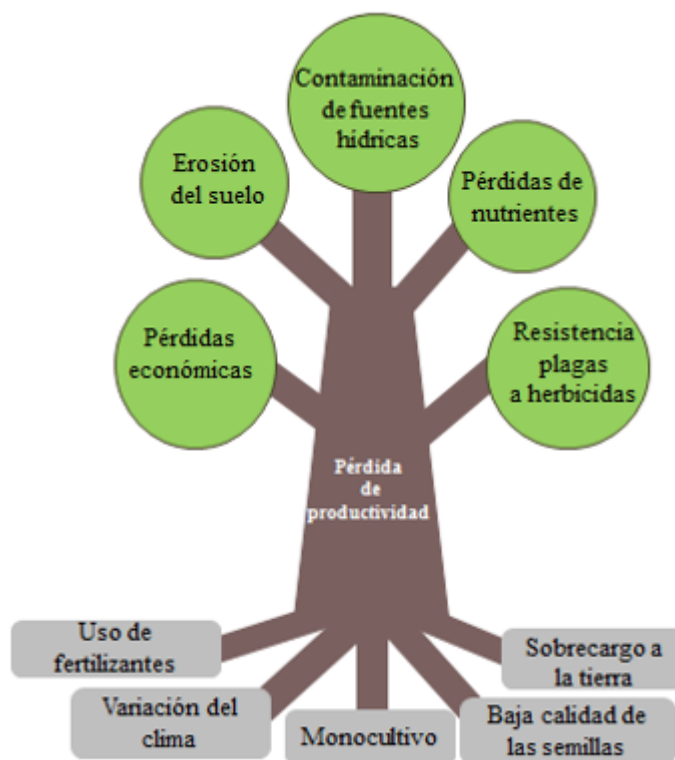 Contaminación
de fuentes
hídricas
Erosión
del suelo
Pérdidas de
nutrientes
Pérdidas
económicas
Resistencia
plagas
a herbicidas
Pérdida
de
productividad
Uso de
fertilizantes
Sobrecargo a
la tierra
Variación del
clima
Monocultivo
Baja calidad de
las semillas